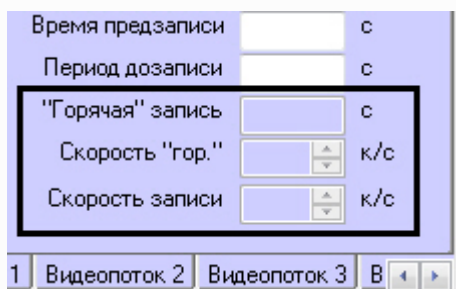 Время предзаписи с
Период дозаписи с
"Горячая" запись с
Скорость "гор." к/с
Скорость записи к/с
1 Видеопоток 2 Видеопоток 3 В